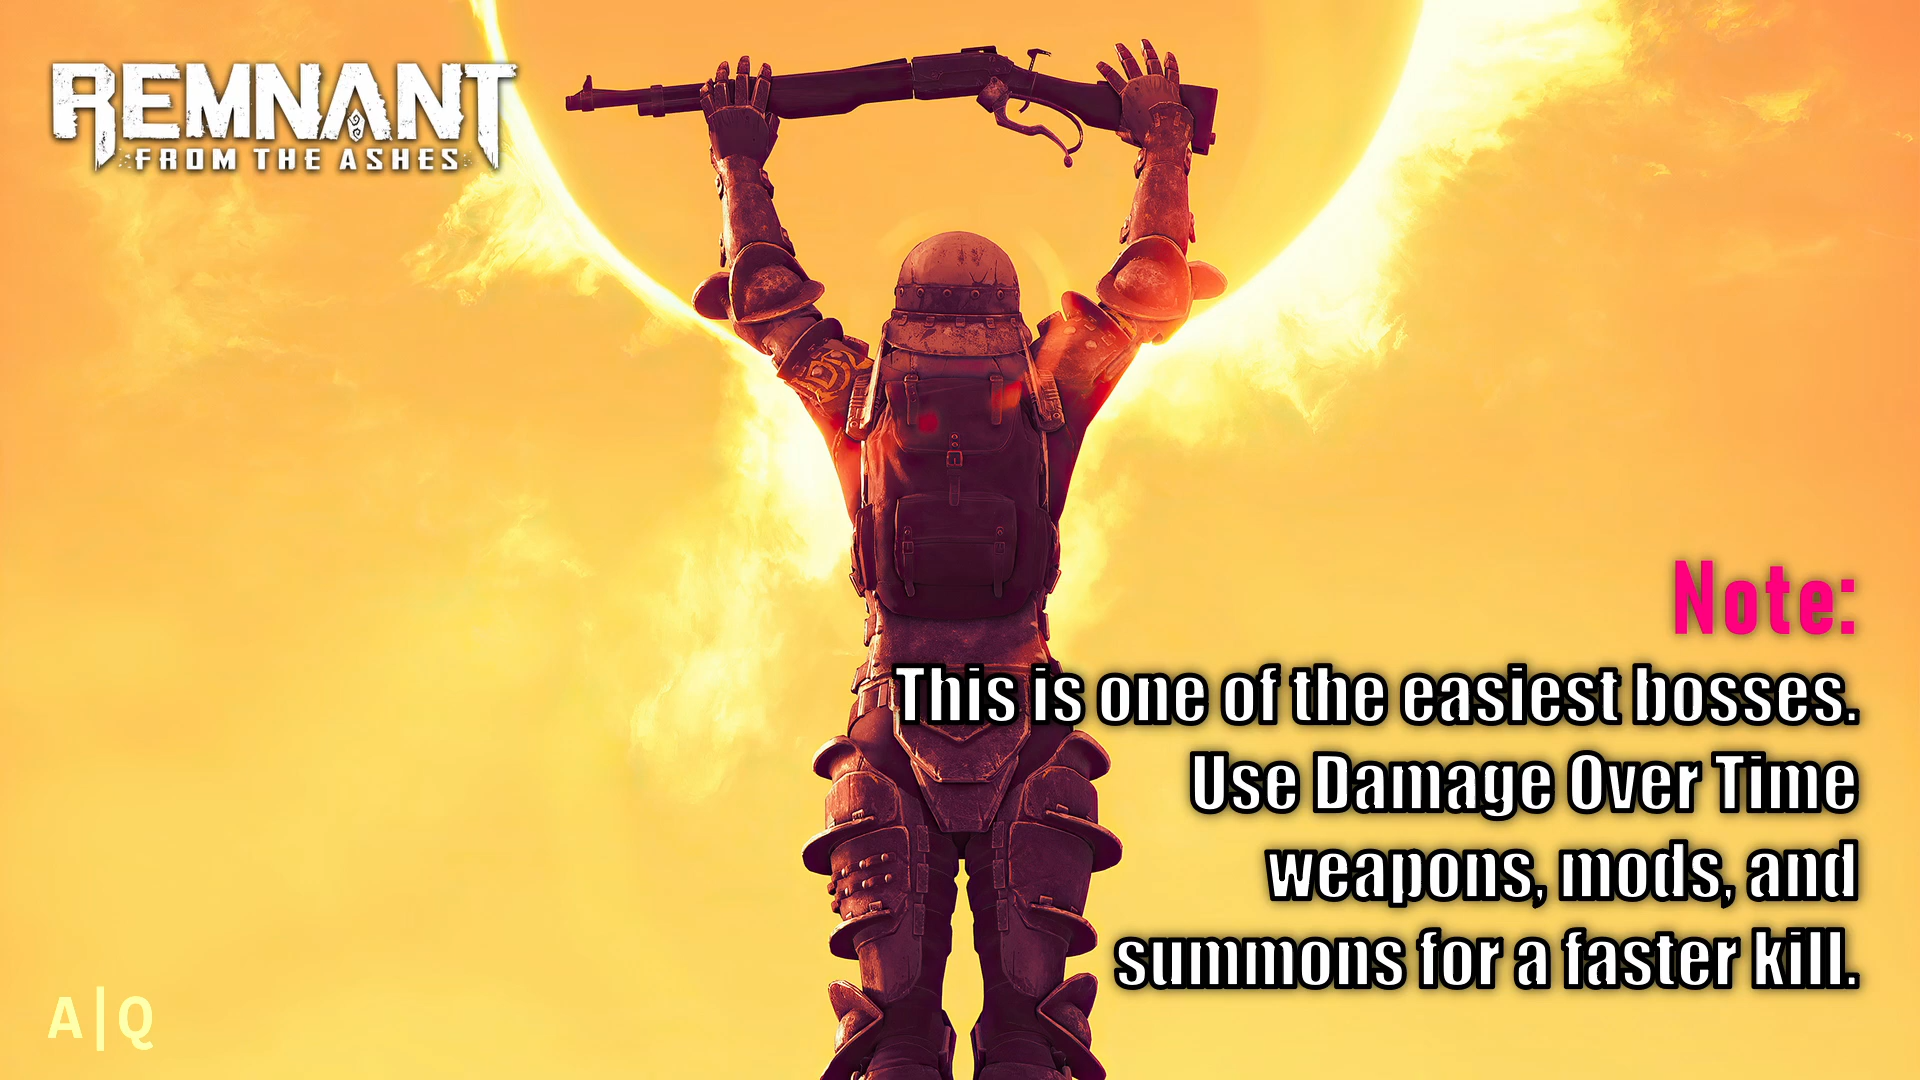 REMNANT
FROM THE ASHES
Note:
This is one of the easiest bosses.
Use Damage Over Time
weapons, mods, and
summons for a faster kill.
A|Q